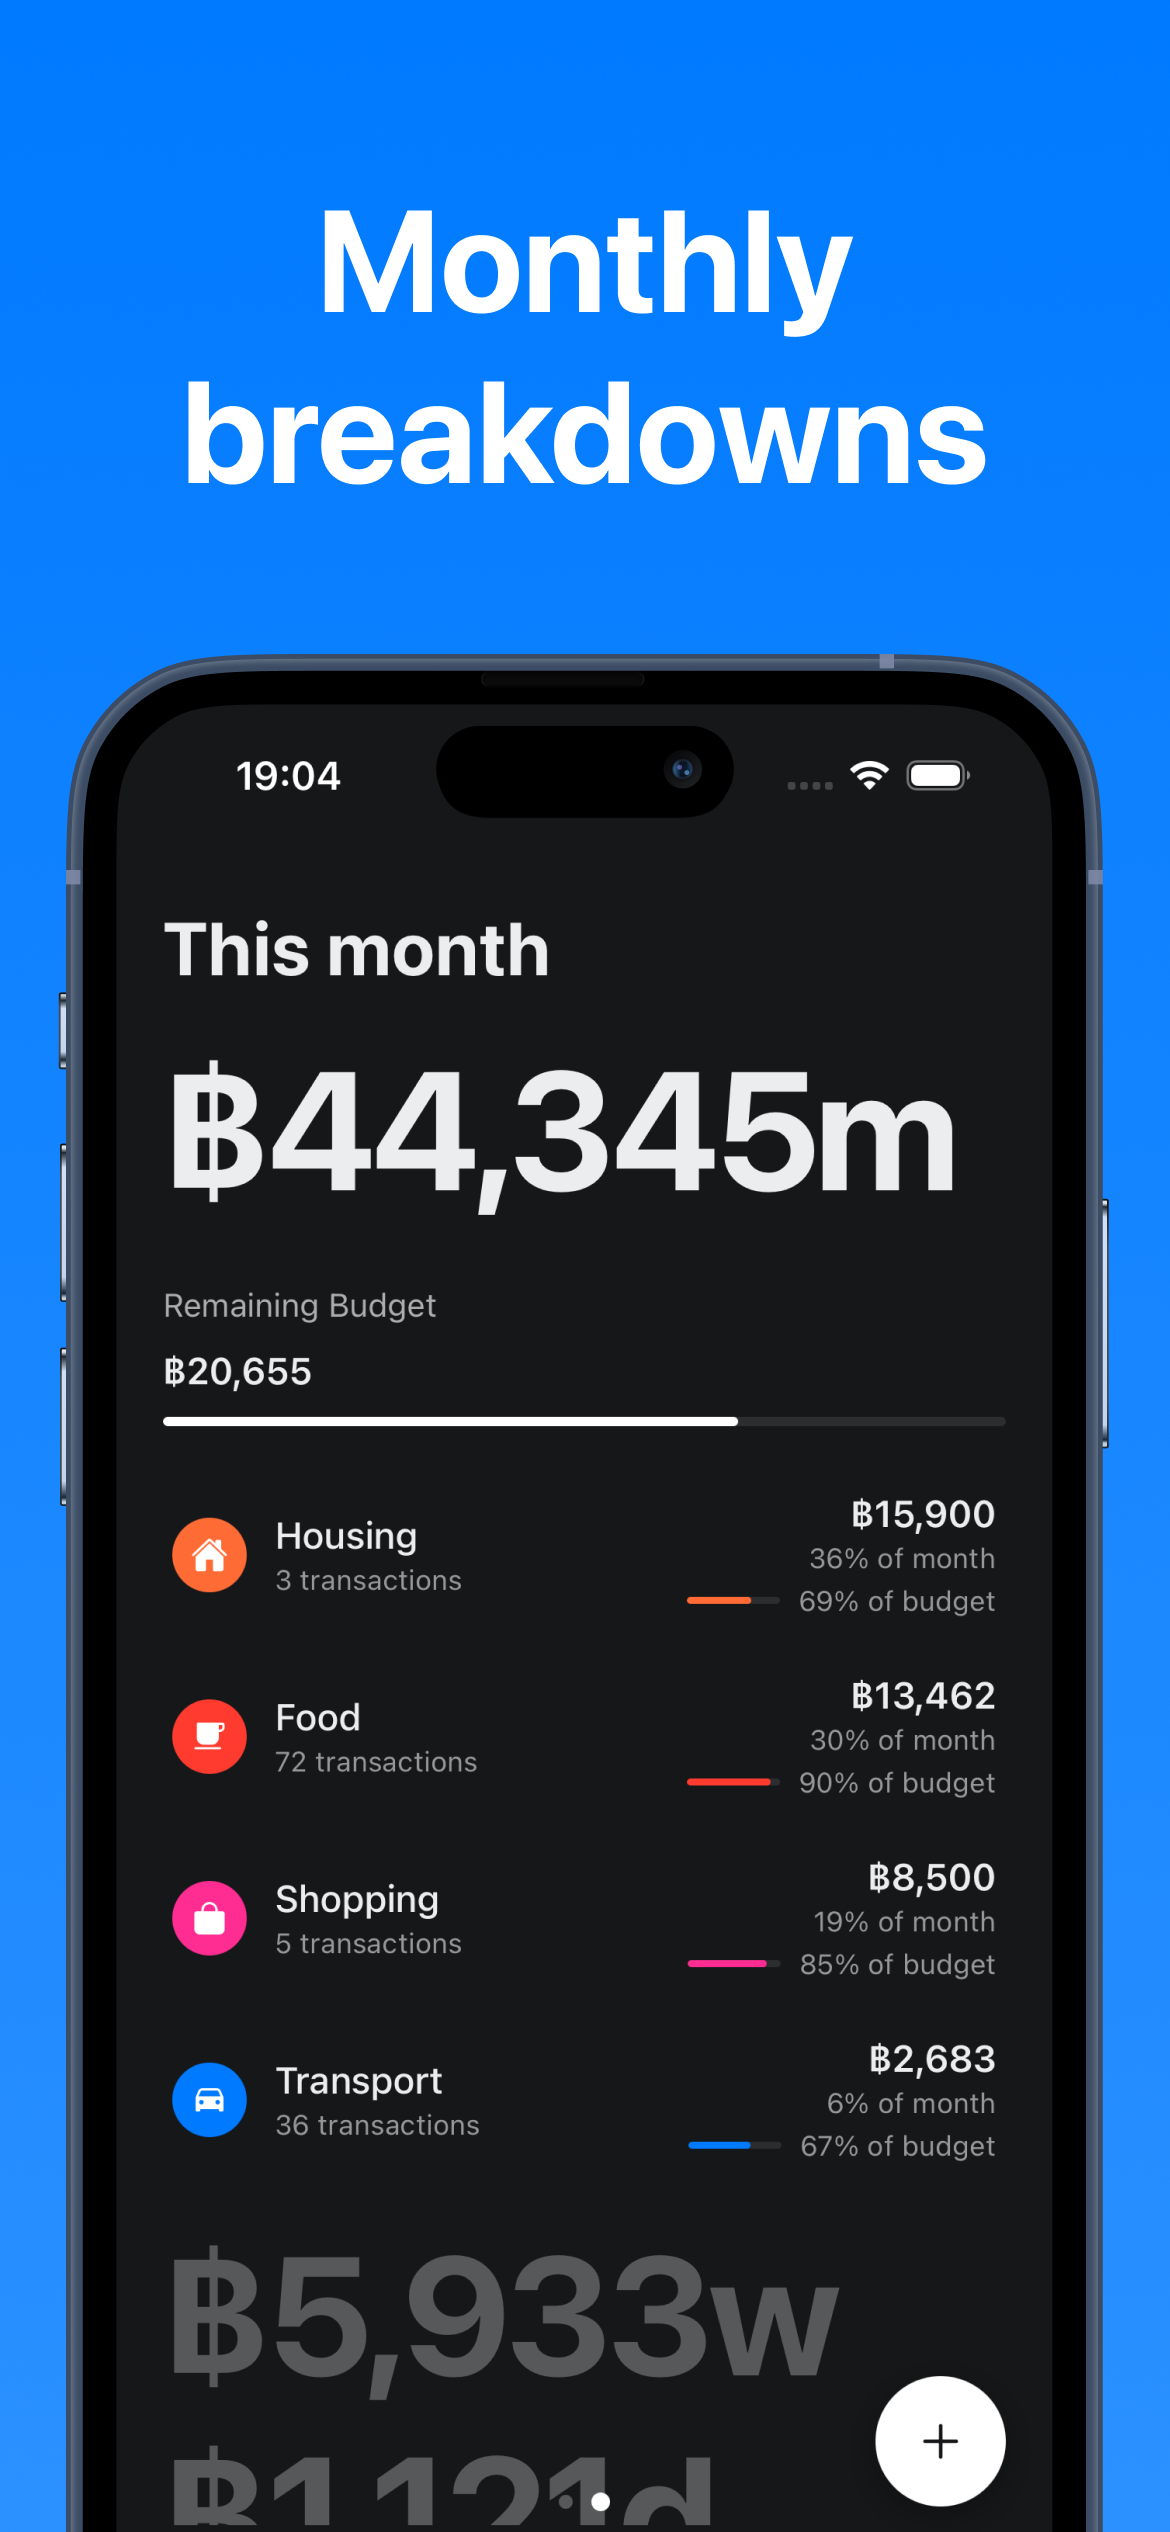 Monthly
breakdowns
19:04
This month
฿44,345m
Remaining Budget
฿20,655
Housing
3 transactions
฿15,900
36% of month
69% of budget
Food
72 transactions
฿13,462
30% of month
90% of budget
Shopping
5 transactions
฿8,500
19% of month
85% of budget
Transport
36 transactions
฿2,683
6% of month
67% of budget
฿5,933w
฿1,121d